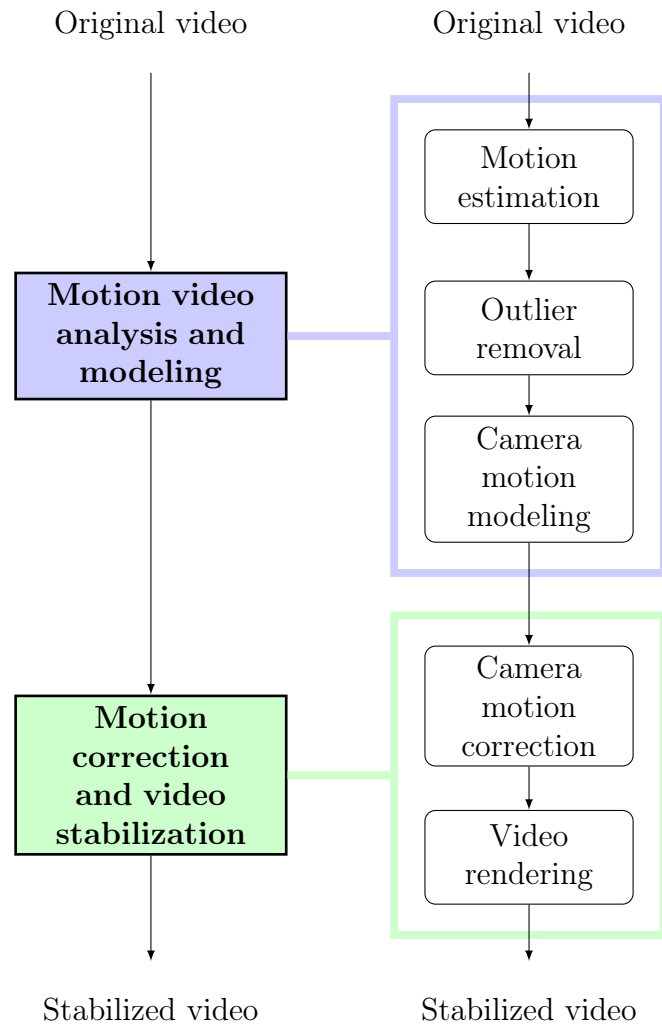 Original video
Motion video
analysis and
modeling
Motion
correction
and video
stabilization
Stabilized video
Original video
Motion
estimation
Outlier
removal
Camera
motion
modeling
Camera
motion
correction
Video
rendering
Stabilized video